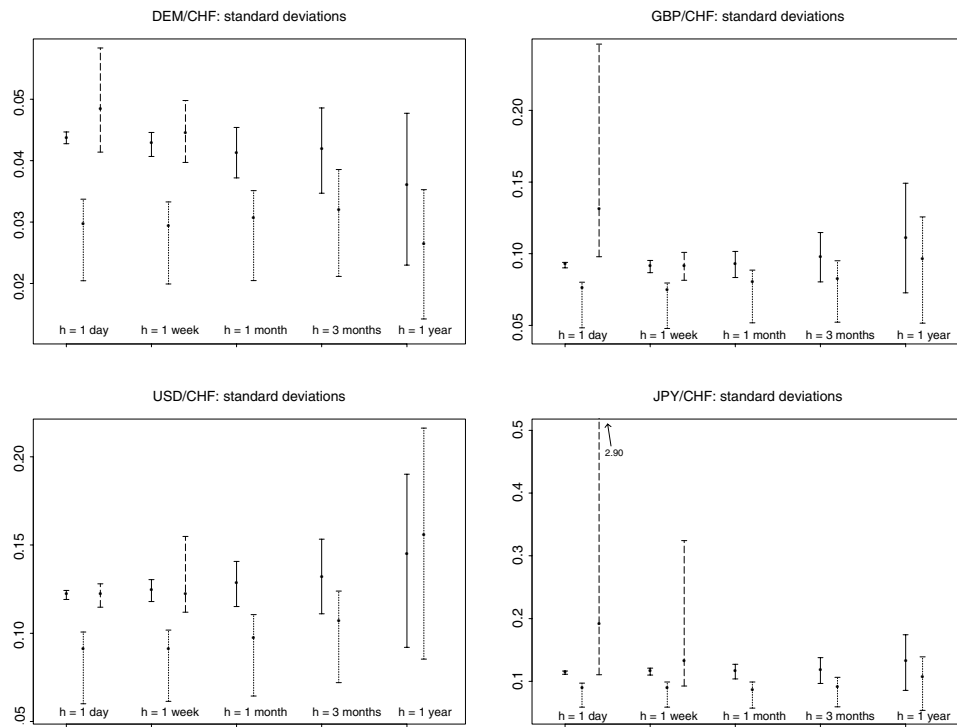 DEM/CHF: standard deviations
0.05
0.04
0.03
0.02
h = 1 day h = 1 week h = 1 month h = 3 months h = 1 year
GBP/CHF: standard deviations
0.20
0.15
0.10
0.05
h = 1 day h = 1 week h = 1 month h = 3 months h = 1 year
USD/CHF: standard deviations
0.20
0.15
0.10
.05
h = 1 day h = 1 week h = 1 month h = 3 months h = 1 year
JPY/CHF: standard deviations
0.5
2.90
0.4
0.3
0.2
0.1
h = 1 day h = 1 week h = 1 month h = 3 months h = 1 year